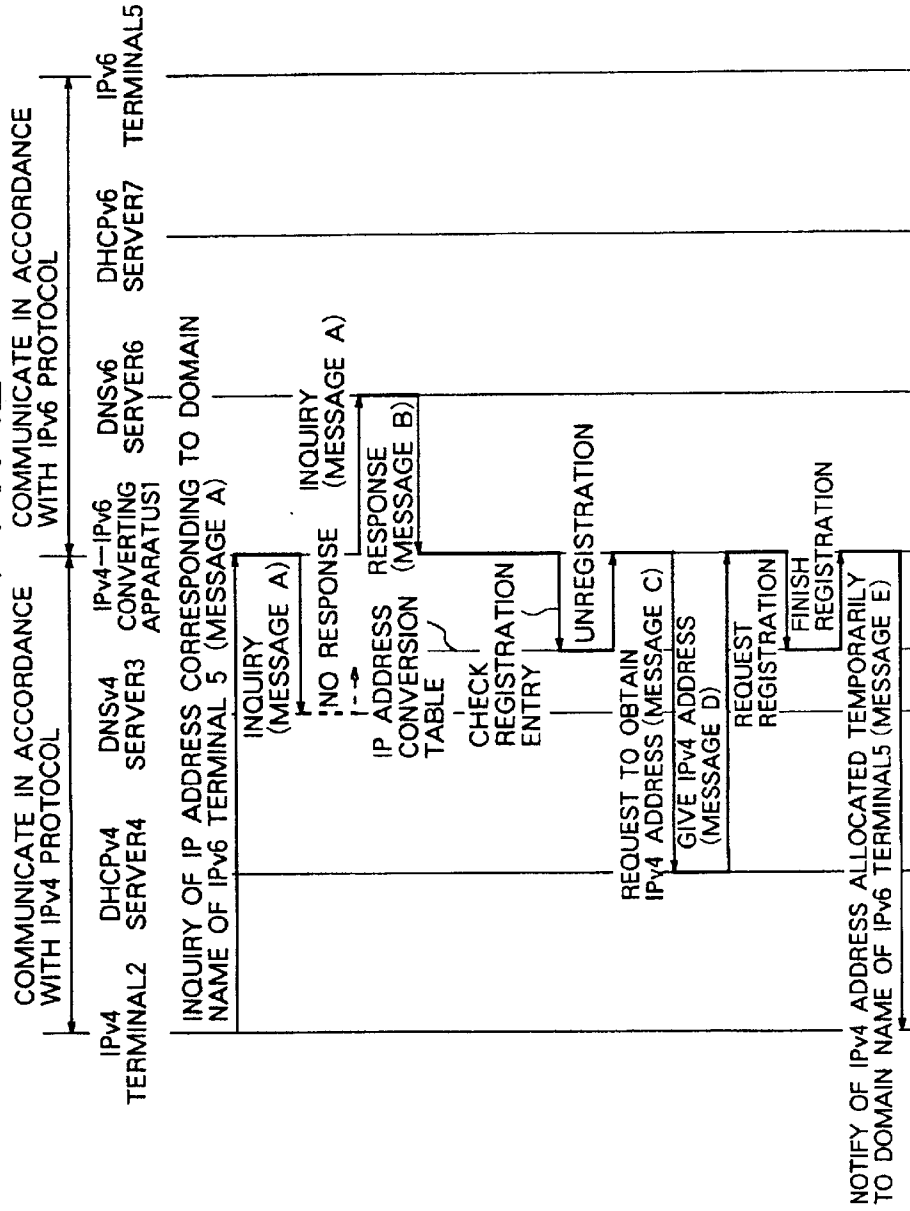 COMMUNICATE IN ACCORDANCE
WITH IPv4 PROTOCOL
COMMUNICATE IN ACCORDANCE
WITH IPv6 PROTOCOL
IPv4
TERMINAL2
DHCPv4
SERVER4
DNSv4
SERVER3
IPv4—IPv6
CONVERTING
APPARATUS1
DNSv6
SERVER6
DHCPv6
SERVER7
IPv6
TERMINAL5
INQUIRY OF IP ADDRESS CORRESPONDING TO DOMAIN
NAME OF IPv6 TERMINAL 5 (MESSAGE A)
INQUIRY
(MESSAGE A)
NO RESPONSE
INQUIRY
(MESSAGE A)
RESPONSE
(MESSAGE B)
IP ADDRESS
CONVERSION
TABLE
CHECK
REGISTRATION
ENTRY
UNREGISTRATION
REQUEST TO OBTAIN
IPv4 ADDRESS (MESSAGE C)
GIVE IPv4 ADDRESS
(MESSAGE D)
REQUEST
REGISTRATION
FINISH
REGISTRATION
NOTIFY OF IPv4 ADDRESS ALLOCATED TEMPORARILY
TO DOMAIN NAME OF IPv6 TERMINAL5 (MESSAGE E)